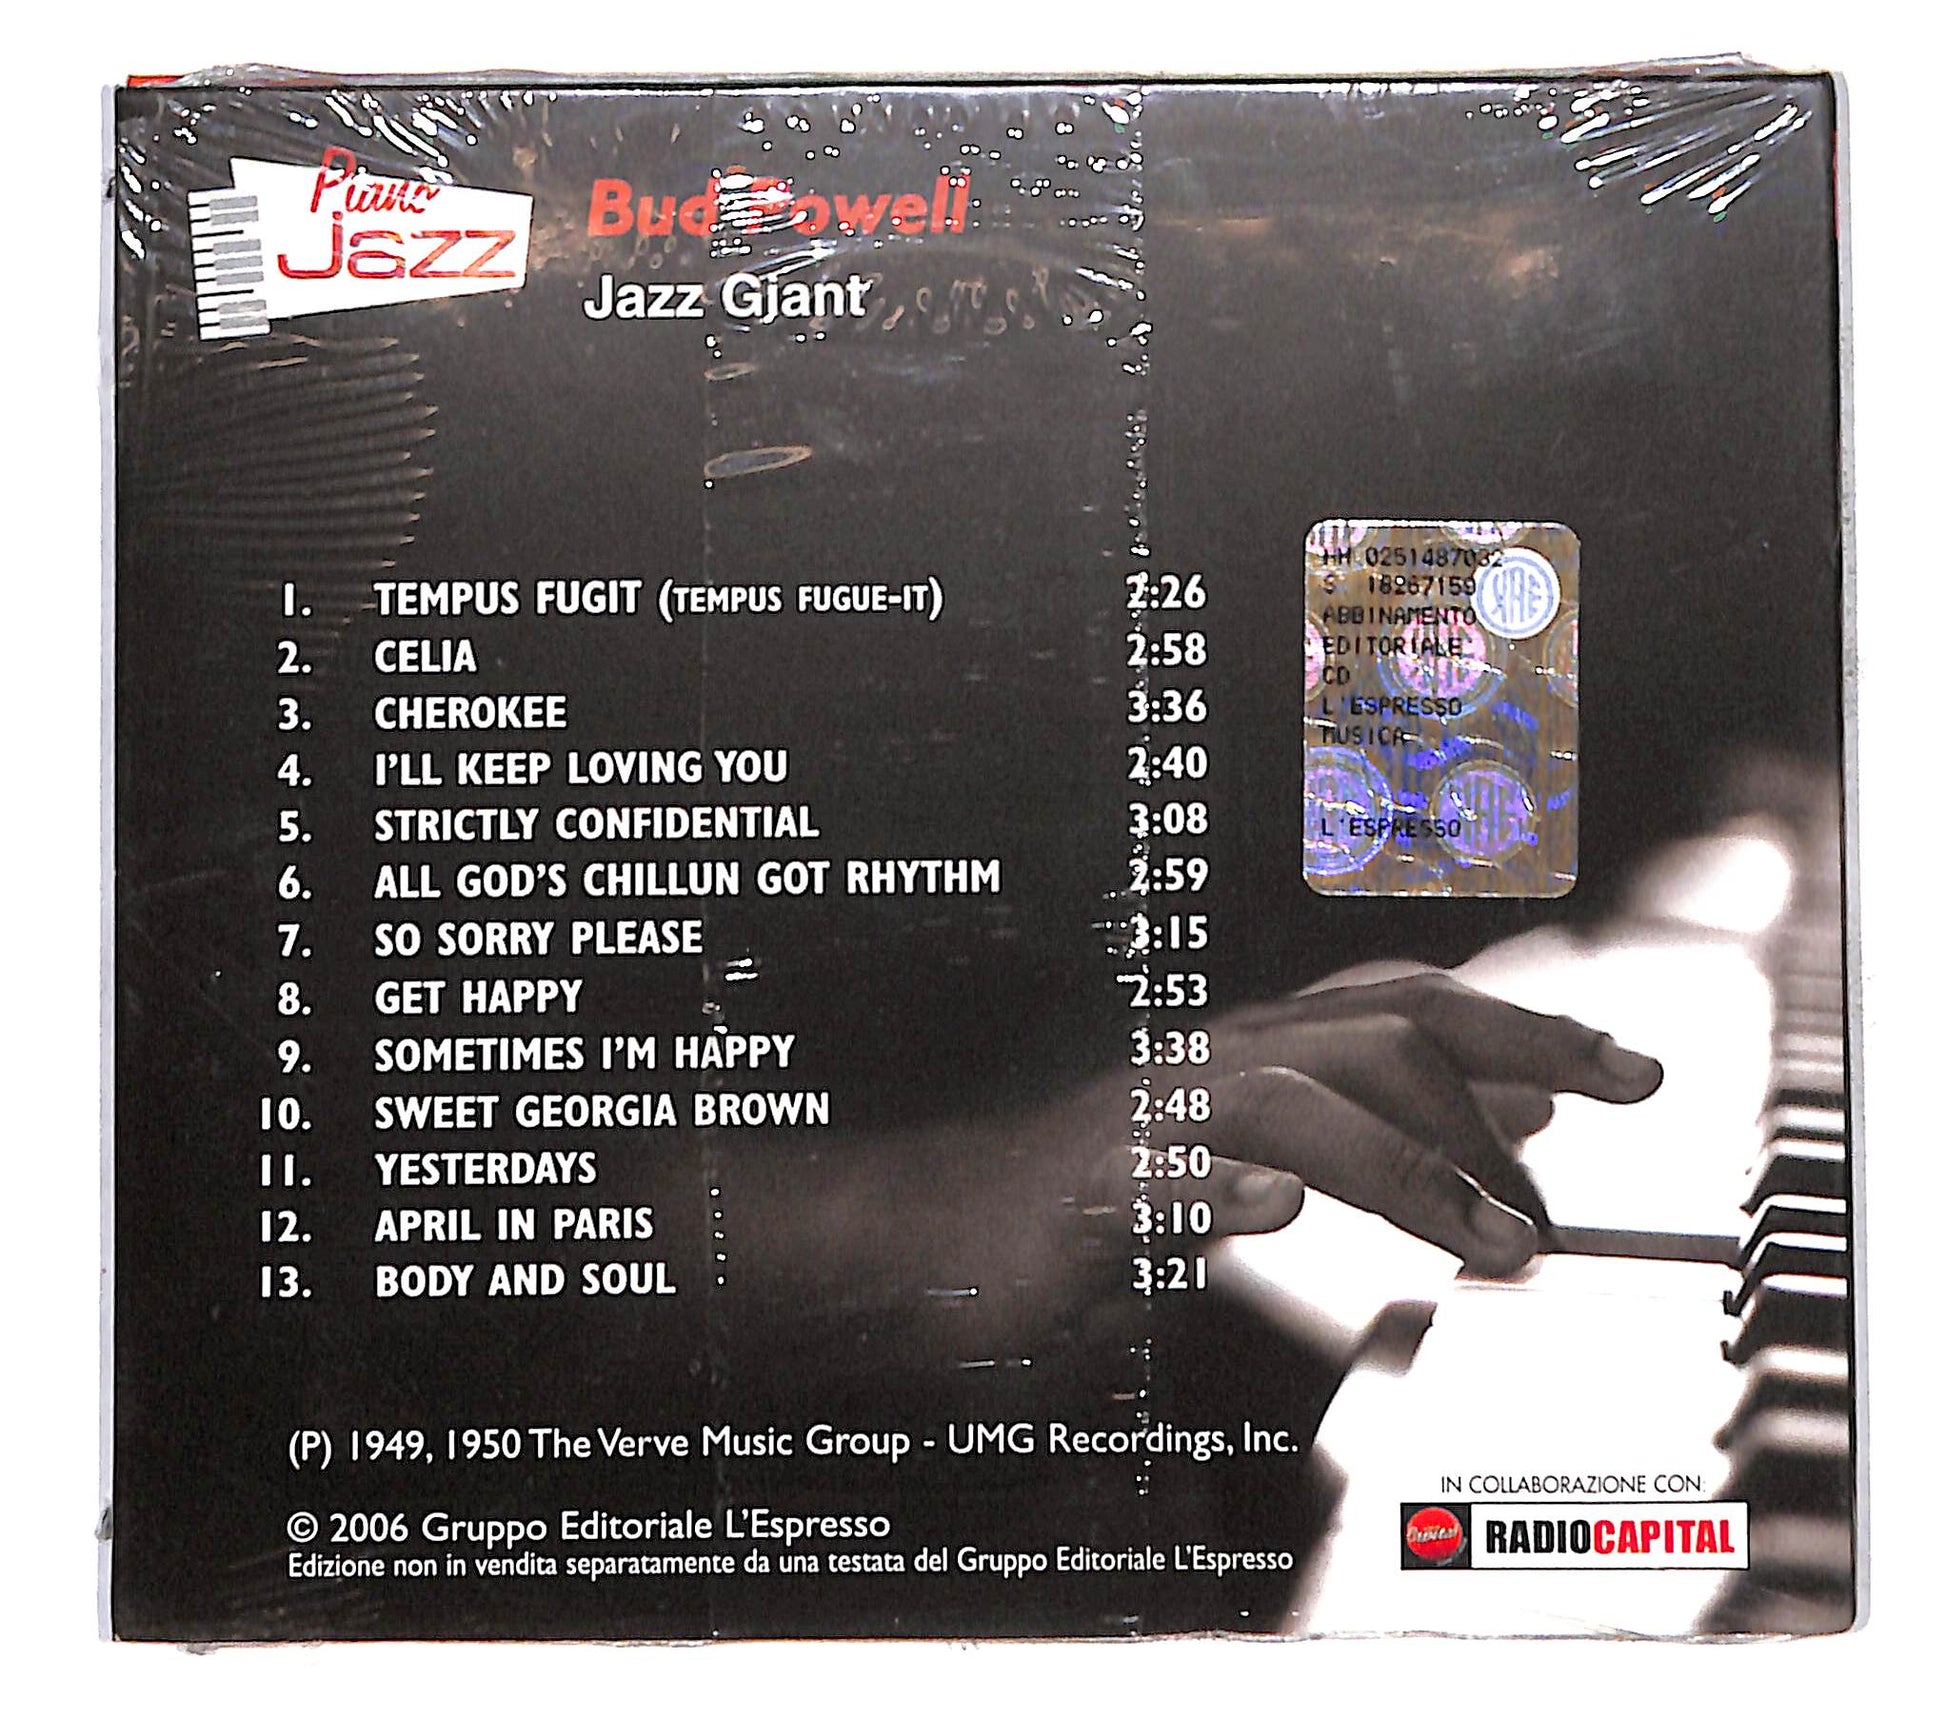 Piano
Jazz
Bud Powell
Jazz Giant
1. TEMPUS FUGIT (TEMPUS FUGUE-IT) 2:26
2. CELIA 2:58
3. CHEROKEE 3:36
4. I'LL KEEP LOVING YOU 2:40
5. STRICTLY CONFIDENTIAL 3:08
6. ALL GOD'S CHILLUN GOT RHYTHM 2:59
7. SO SORRY PLEASE 3:15
8. GET HAPPY 2:53
9. SOMETIMES I'M HAPPY 3:38
10. SWEET GEORGIA BROWN 2:48
11. YESTERDAYS 2:50
12. APRIL IN PARIS 3:10
13. BODY AND SOUL 3:21
HH 0251487032
S 18267159
ABBINAMENTO
EDITORIALE
CD
L'ESPRESSO
MUSICA
L'ESPRESSO
(P) 1949, 1950 The Verve Music Group - UMG Recordings, Inc.
© 2006 Gruppo Editoriale L'Espresso
Edizione non in vendita separatamente da una testata del Gruppo Editoriale L'Espresso
IN COLLABORAZIONE CON:
RADIOCAPITAL